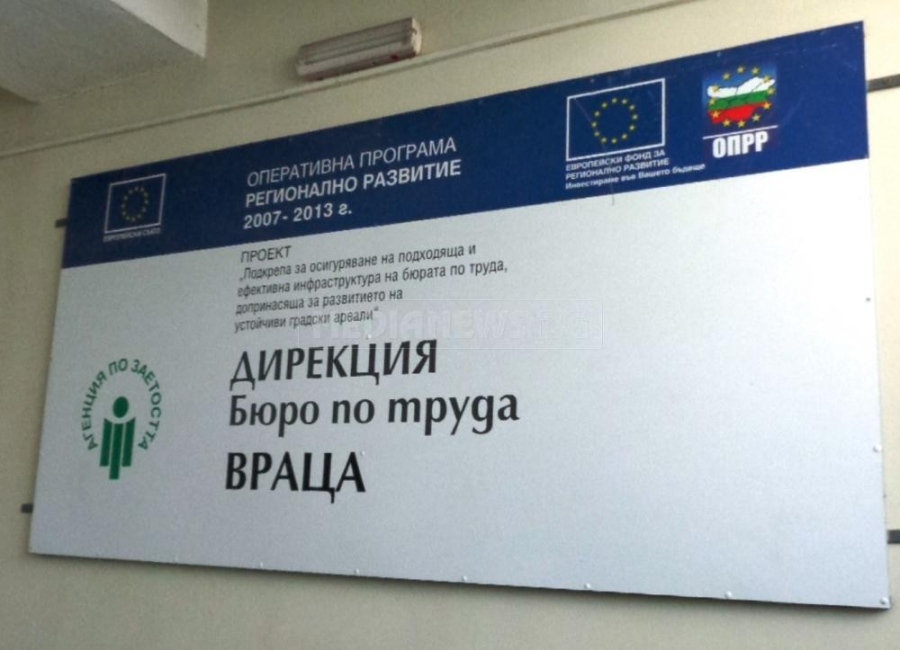 ОПЕРАТИВНА ПРОГРАМА
РЕГИОНАЛНО РАЗВИТИЕ
2007- 2013 г.
ЕВРОПЕЙСКИ СЪЮЗ
ЕВРОПЕЙСКИ ФОНД ЗА
РЕГИОНАЛНО РАЗВИТИЕ
Инвестираме във Вашето бъдеще
ОПРР
ПРОЕКТ
„Подкрепа за осигуряване на подходяща и
ефективна инфраструктура на бюрата по труда,
допринасяща за развитието на
устойчиви градски ареали"
АГЕНЦИЯ ПО ЗАЕТОСТТА
ДИРЕКЦИЯ
Бюро по труда
ВРАЦА